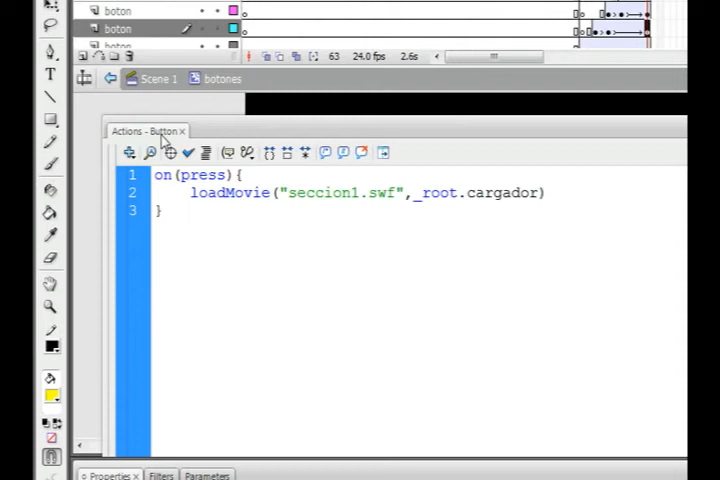 boton
boton
boton
63 24.0 fps 2.6s
Scene 1 botones
Actions - Button ×
1 on(press){
2 loadMovie("seccion1.swf",_root.cargador)
3 }
Properties × Filters Parameters